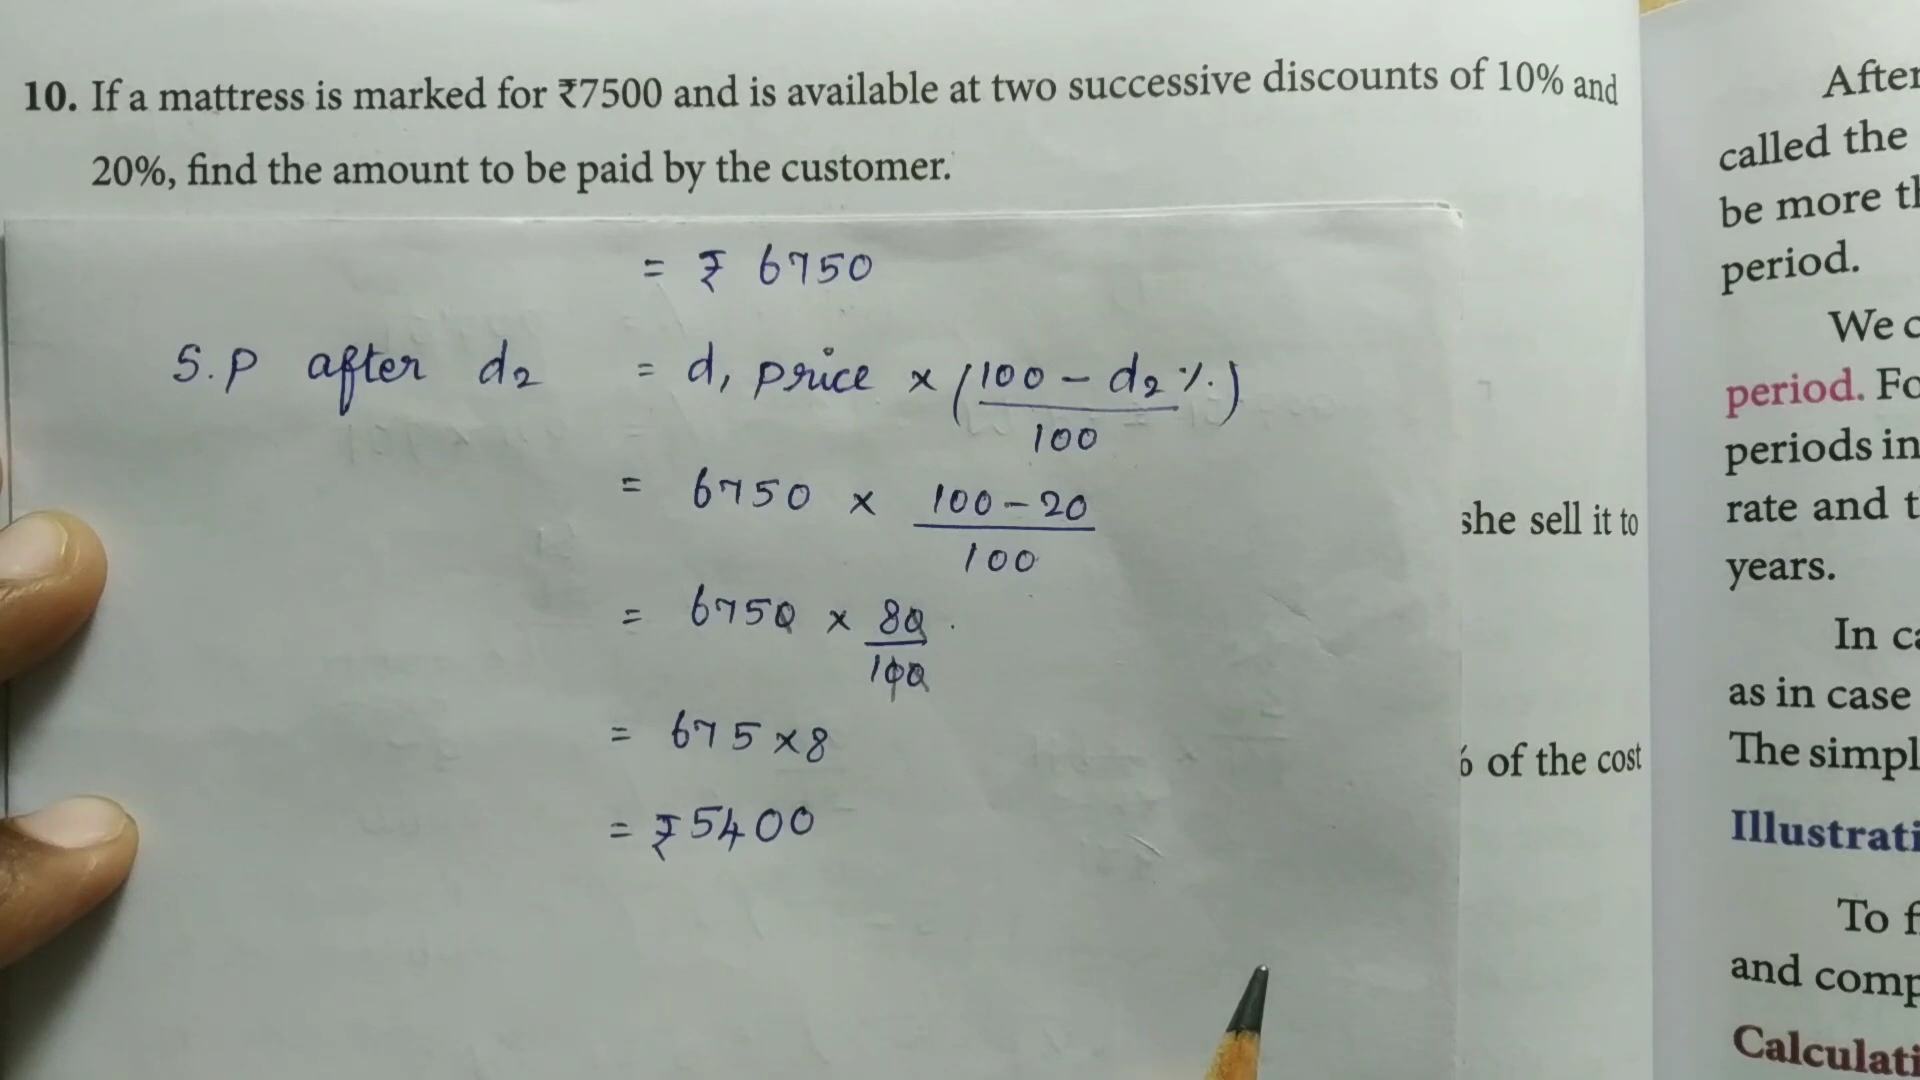 10. If a mattress is marked for ₹7500 and is available at two successive discounts of 10% and
20%, find the amount to be paid by the customer.
= ₹ 6750
S.P after d2 = d1 price × (100 - d2 %)
100
= 6750 × 100-20
100
= 6750 × 80
100
= 675 × 8
= ₹5400
she sell it to
% of the cost
After
called the
be more
period.
We
period.
periods in
rate and
years.
In
as in case
The
Illustrati
To
and
Calculati